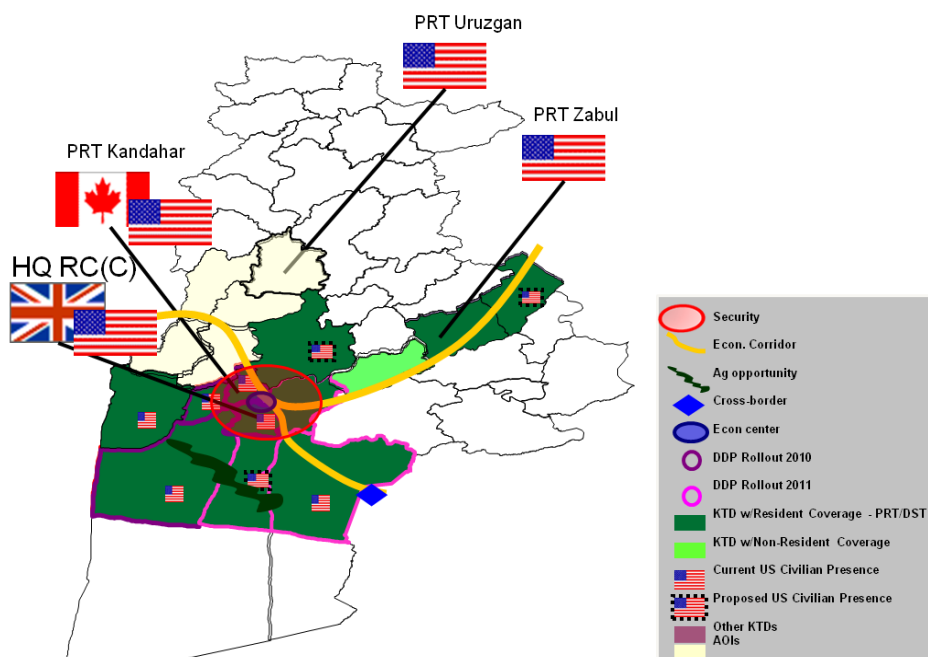 PRT Uruzgan
PRT Zabul
PRT Kandahar
HQ RC(C)
Security
Econ. Corridor
Ag opportunity
Cross-border
Econ center
DDP Rollout 2010
DDP Rollout 2011
KTD w/Resident Coverage - PRT/DST
KTD w/Non-Resident Coverage
Current US Civilian Presence
Proposed US Civilian Presence
Other KTDs
AOIs